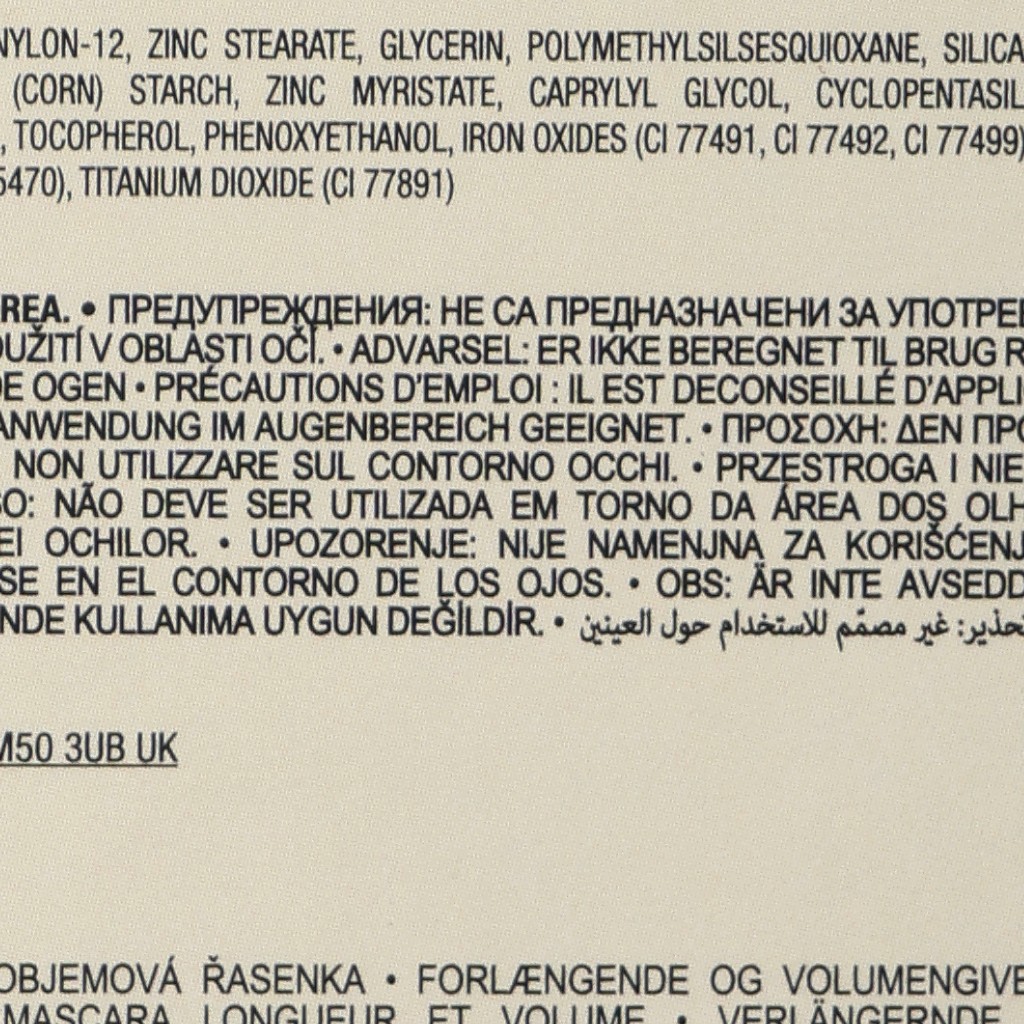 NYLON-12, ZINC STEARATE, GLYCERIN, POLYMETHYLSILSESQUIOXANE, SILICA
(CORN) STARCH, ZINC MYRISTATE, CAPRYLYL GLYCOL, CYCLOPENTASIL
, TOCOPHEROL, PHENOXYETHANOL, IRON OXIDES (CI 77491, CI 77492, CI 77499)
5470), TITANIUM DIOXIDE (CI 77891)
REA. • ПРЕДУПРЕЖДЕНИЯ: НЕ СА ПРЕДНАЗНАЧЕНИ ЗА УПОТРЕБ
OUŽITÍ V OBLASTI OČÍ. • ADVARSEL: ER IKKE BEREGNET TIL BRUG R
DE OGEN • PRÉCAUTIONS D'EMPLOI : IL EST DECONSEILLÉ D'APPLI
ANWENDUNG IM AUGENBEREICH GEEIGNET. • ΠΡΟΣΟΧΗ: ΔΕΝ ΠΡΟ
NON UTILIZZARE SUL CONTORNO OCCHI. • PRZESTROGA I NIE
SO: NÃO DEVE SER UTILIZADA EM TORNO DA ÁREA DOS OLH
EI OCHILOR. • UPOZORENJE: NIJE NAMENJNA ZA KORIŠĆENJ
SE EN EL CONTORNO DE LOS OJOS. • OBS: ÄR INTE AVSEDD
NDE KULLANIMA UYGUN DEĞİLDİR. • تحذير: غير مصمّم للاستخدام حول العينين
M50 3UB UK
OBJEMOVÁ ŘASENKA • FORLÆNGENDE OG VOLUMENGIVE
MASCARA LONGUEUR ET VOLUME • VERLÄNGERNDE